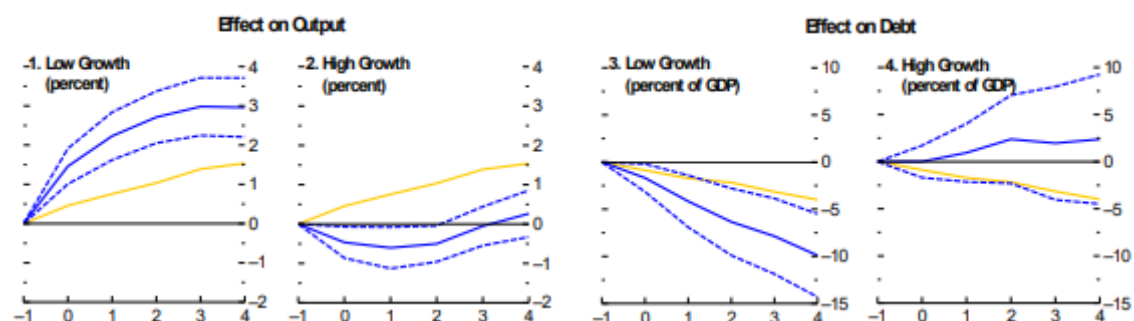 Effect on Output
Effect on Debt
1. Low Growth
(percent)
4
3
2
1
0
–1
–2
–1 0 1 2 3 4
2. High Growth
(percent)
4
3
2
1
0
–1
–2
–1 0 1 2 3 4
3. Low Growth
(percent of GDP)
10
5
0
–5
–10
–15
–1 0 1 2 3 4
4. High Growth
(percent of GDP)
10
5
0
–5
–10
–15
–1 0 1 2 3 4